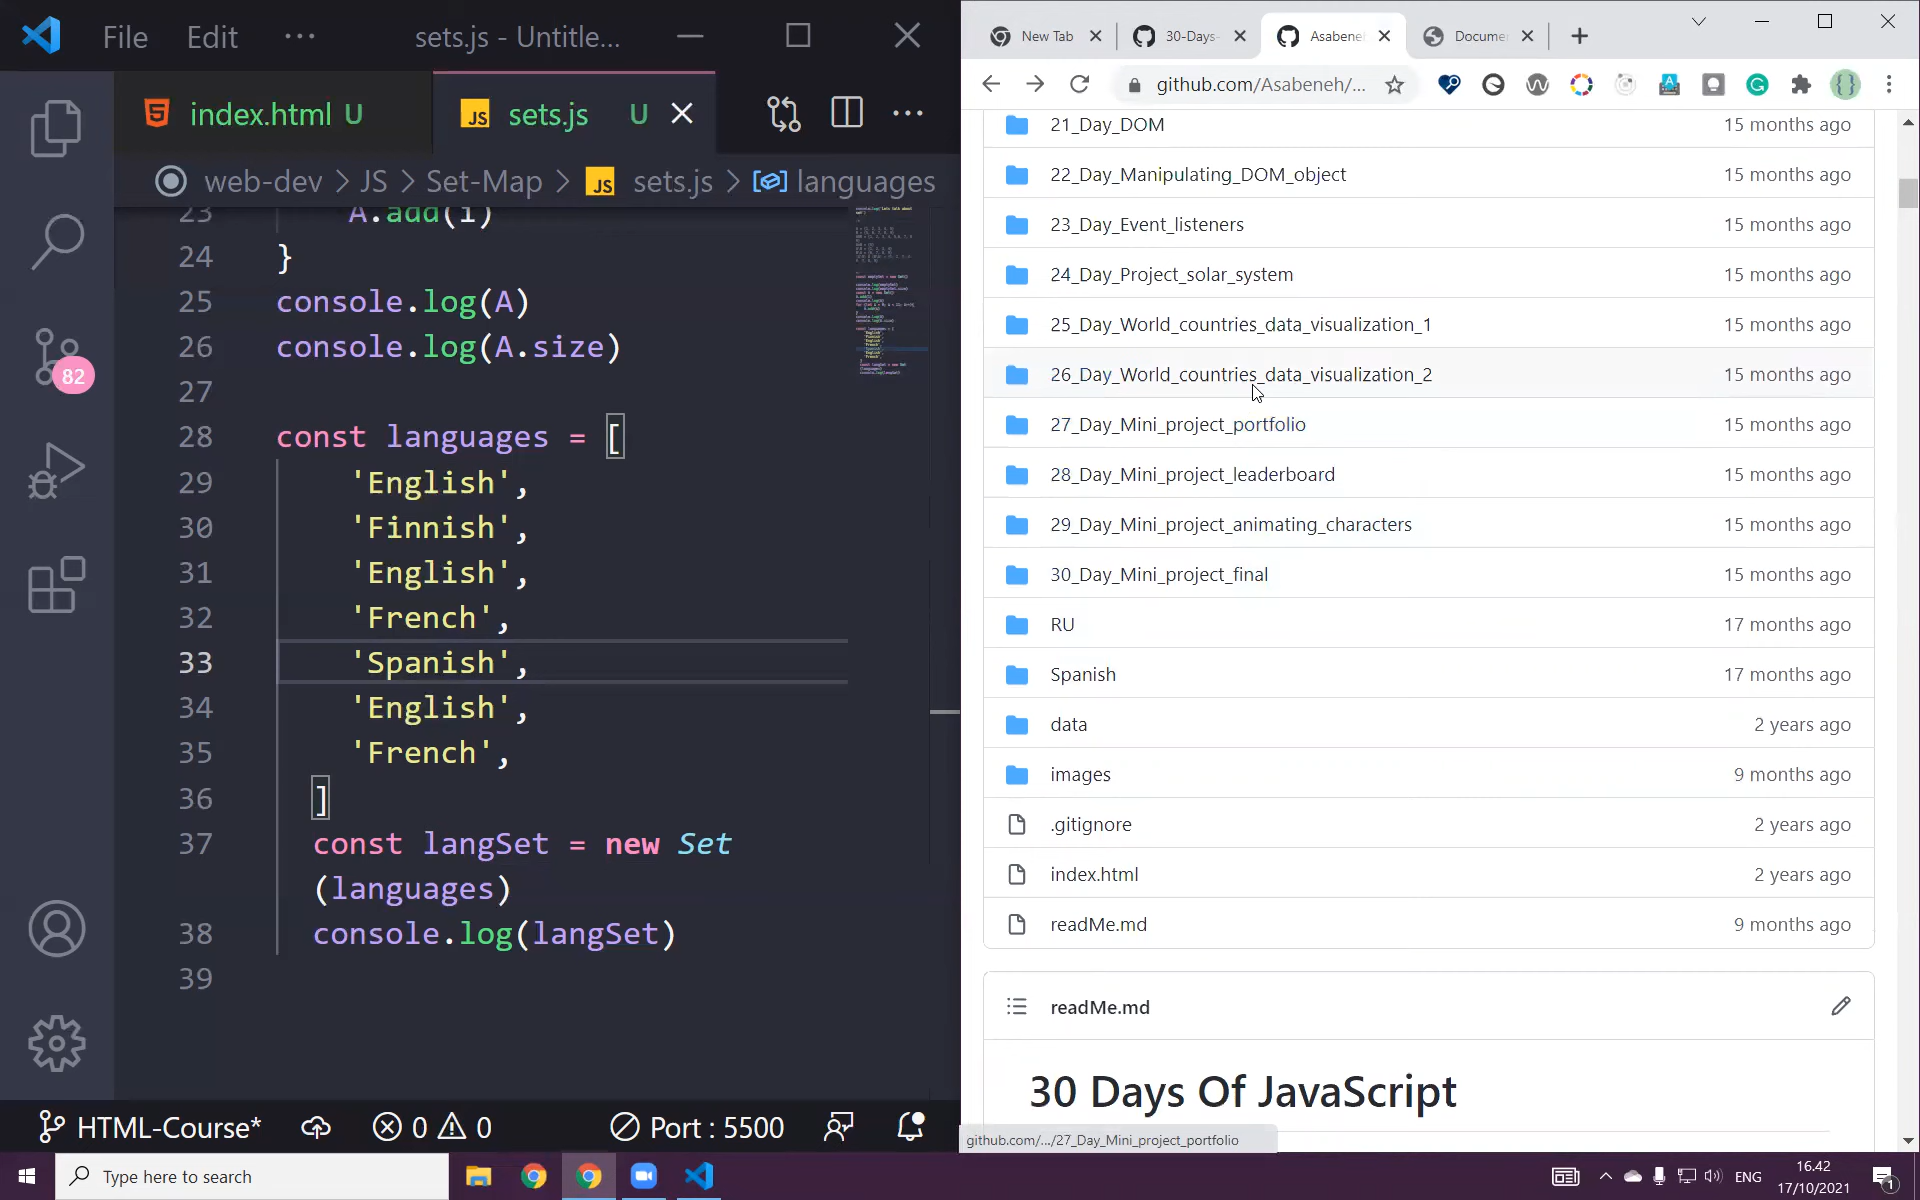 File Edit ··· sets.js - Untitle...
index.html U
JS sets.js U
web-dev > JS > Set-Map > JS sets.js > languages
23 A.add(i)
24 }
25 console.log(A)
26 console.log(A.size)
27
28 const languages = [
29 'English',
30 'Finnish',
31 'English',
32 'French',
33 'Spanish',
34 'English',
35 'French',
36 ]
37 const langSet = new Set
(languages)
38 console.log(langSet)
39
82
HTML-Course* 0 0 Port : 5500
New Tab
30-Days-
Asabeneh
Docume
github.com/Asabeneh/...
21_Day_DOM 15 months ago
22_Day_Manipulating_DOM_object 15 months ago
23_Day_Event_listeners 15 months ago
24_Day_Project_solar_system 15 months ago
25_Day_World_countries_data_visualization_1 15 months ago
26_Day_World_countries_data_visualization_2 15 months ago
27_Day_Mini_project_portfolio 15 months ago
28_Day_Mini_project_leaderboard 15 months ago
29_Day_Mini_project_animating_characters 15 months ago
30_Day_Mini_project_final 15 months ago
RU 17 months ago
Spanish 17 months ago
data 2 years ago
images 9 months ago
.gitignore 2 years ago
index.html 2 years ago
readMe.md 9 months ago
readMe.md
30 Days Of JavaScript
github.com/.../27_Day_Mini_project_portfolio
Type here to search
ENG
16.42
17/10/2021
1